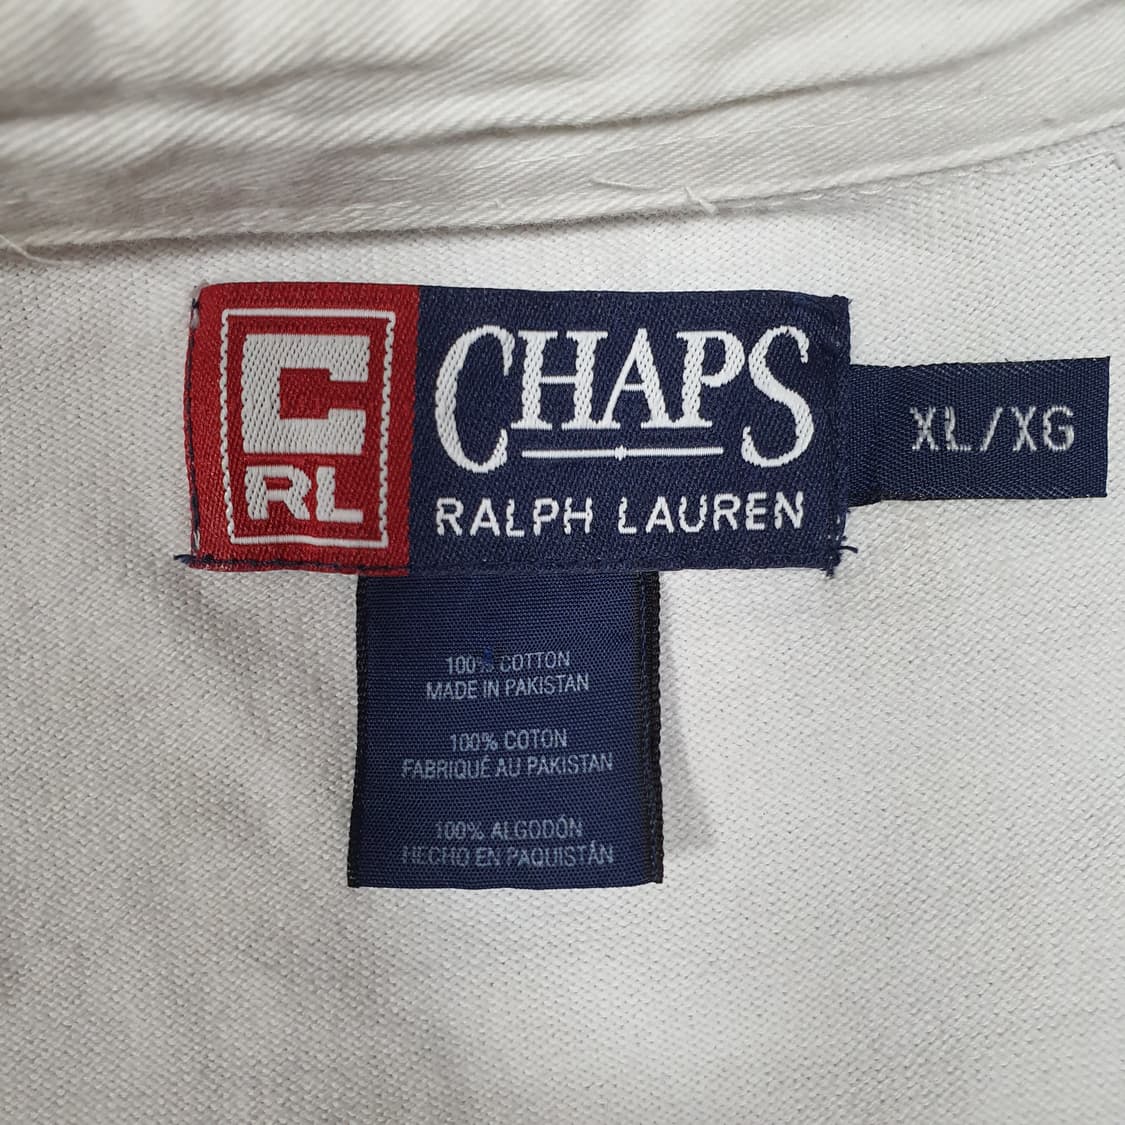 C
RL
CHAPS
RALPH LAUREN
XL/XG
100% COTTON
MADE IN PAKISTAN
100% COTON
FABRIQUÉ AU PAKISTAN
100% ALGODÓN
HECHO EN PAQUISTÁN